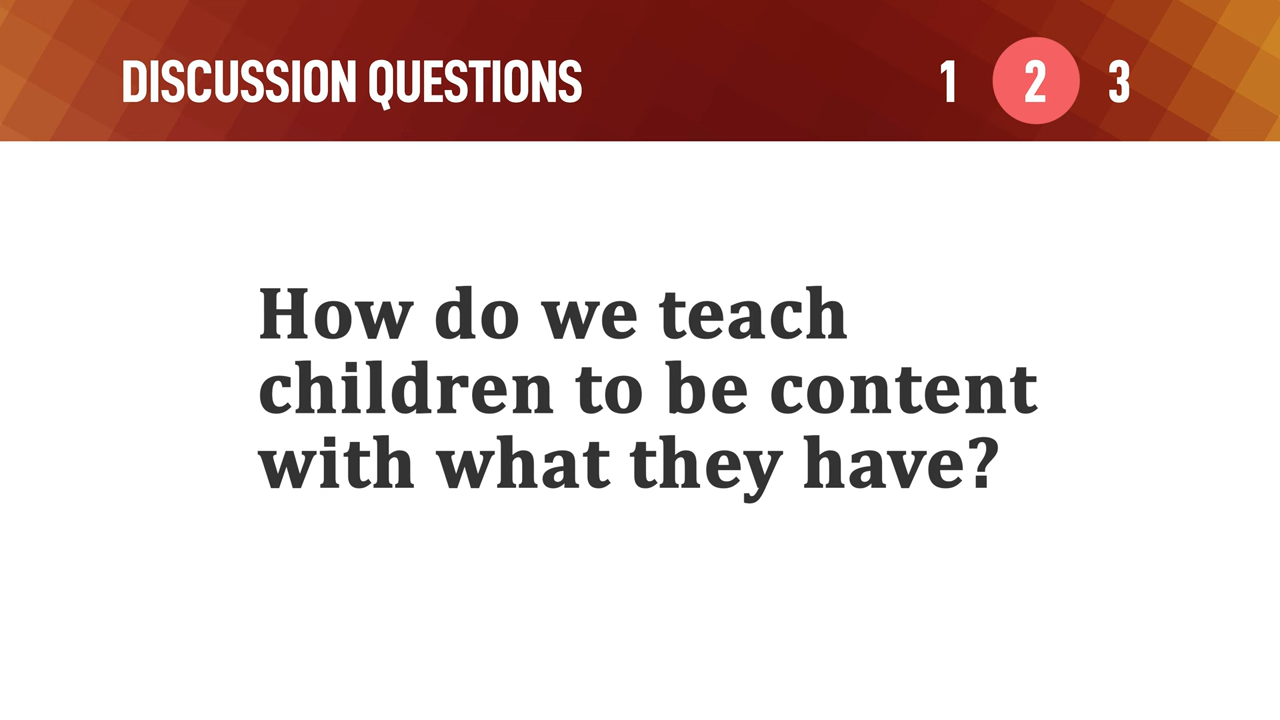 DISCUSSION QUESTIONS 1 2 3
How do we teach
children to be content
with what they have?